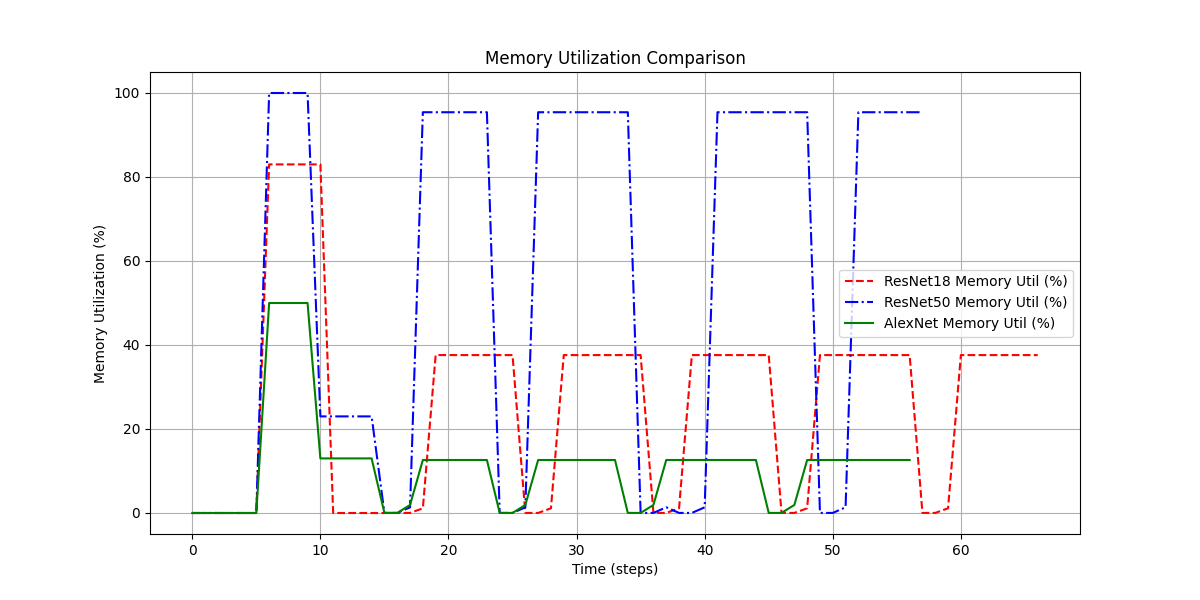 Memory Utilization Comparison
Memory Utilization (%)
100
80
60
40
20
0
ResNet18 Memory Util (%)
ResNet50 Memory Util (%)
AlexNet Memory Util (%)
0 10 20 30 40 50 60
Time (steps)